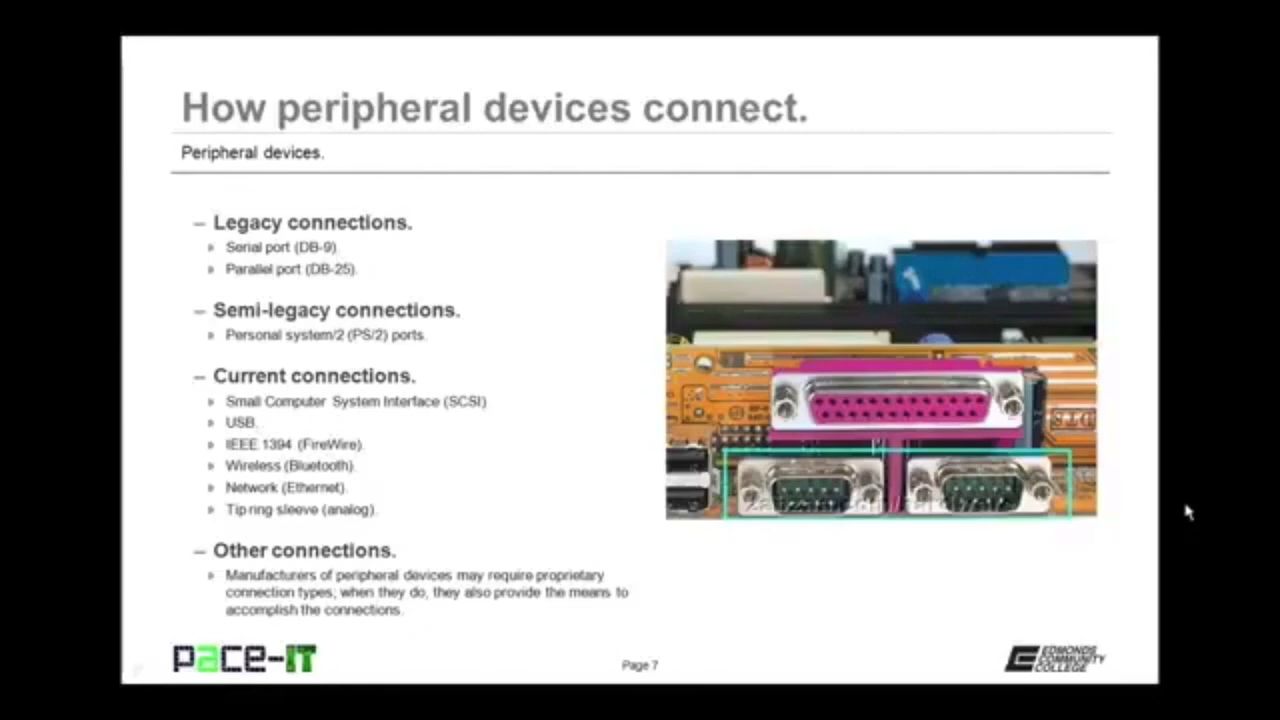 How peripheral devices connect.
Peripheral devices.
– Legacy connections.
» Serial port (DB-9).
» Parallel port (DB-25).
– Semi-legacy connections.
» Personal system/2 (PS/2) ports.
– Current connections.
» Small Computer System Interface (SCSI)
» USB.
» IEEE 1394 (FireWire).
» Wireless (Bluetooth).
» Network (Ethernet).
» Tip ring sleeve (analog).
– Other connections.
» Manufacturers of peripheral devices may require proprietary
connection types, when they do, they also provide the means to
accomplish the connections.
pace-IT
Page 7
EDMONDS
COMMUNITY
COLLEGE